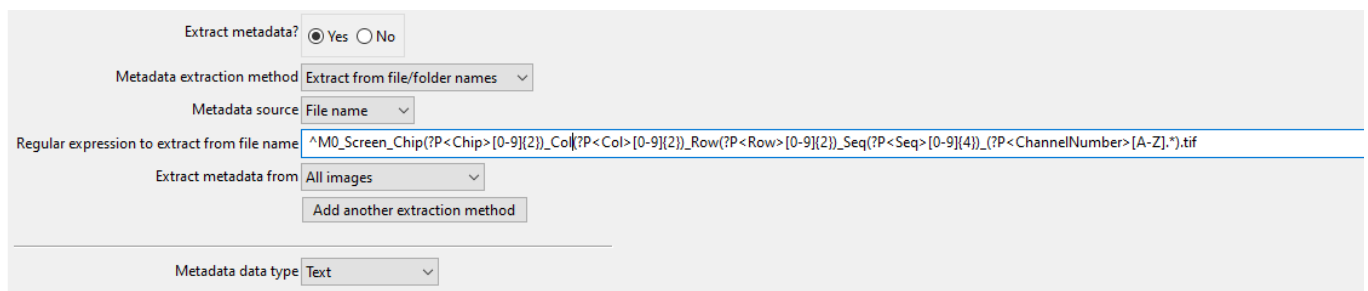 Extract metadata? Yes No
Metadata extraction method Extract from file/folder names
Metadata source File name
Regular expression to extract from file name ^M0_Screen_Chip(?P<Chip>[0-9]{2})_Col(?P<Col>[0-9]{2})_Row(?P<Row>[0-9]{2})_Seq(?P<Seq>[0-9]{4})_(?P<ChannelNumber>[A-Z].*).tif
Extract metadata from All images
Add another extraction method
Metadata data type Text